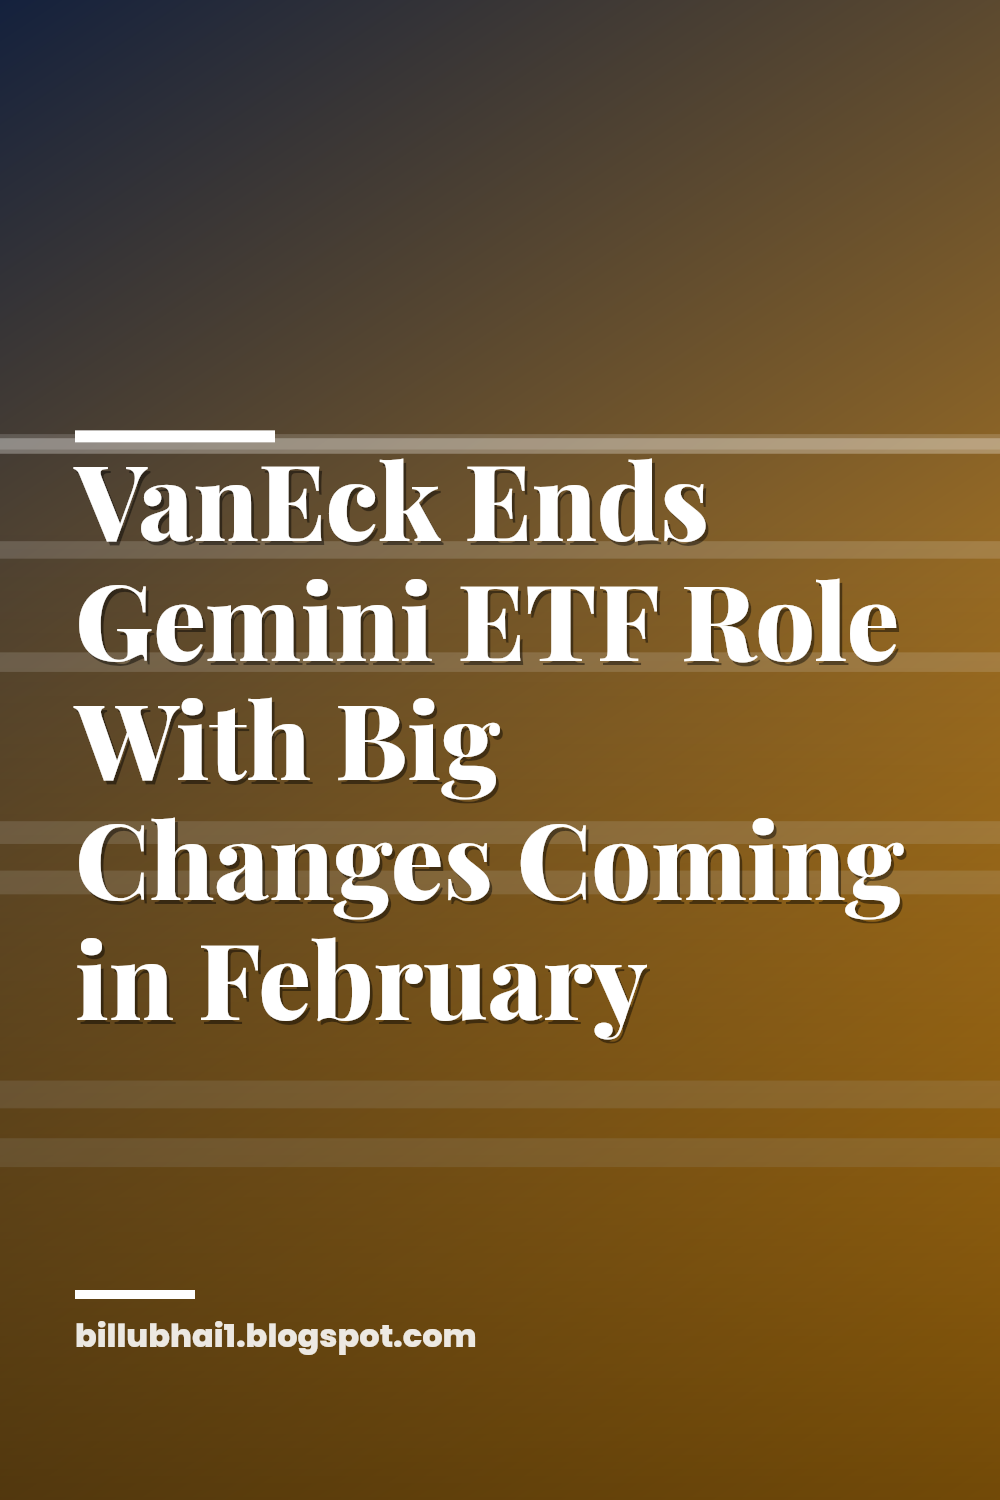 VanEck Ends
Gemini ETF Role
With Big
Changes Coming
in February
billubhai1.blogspot.com